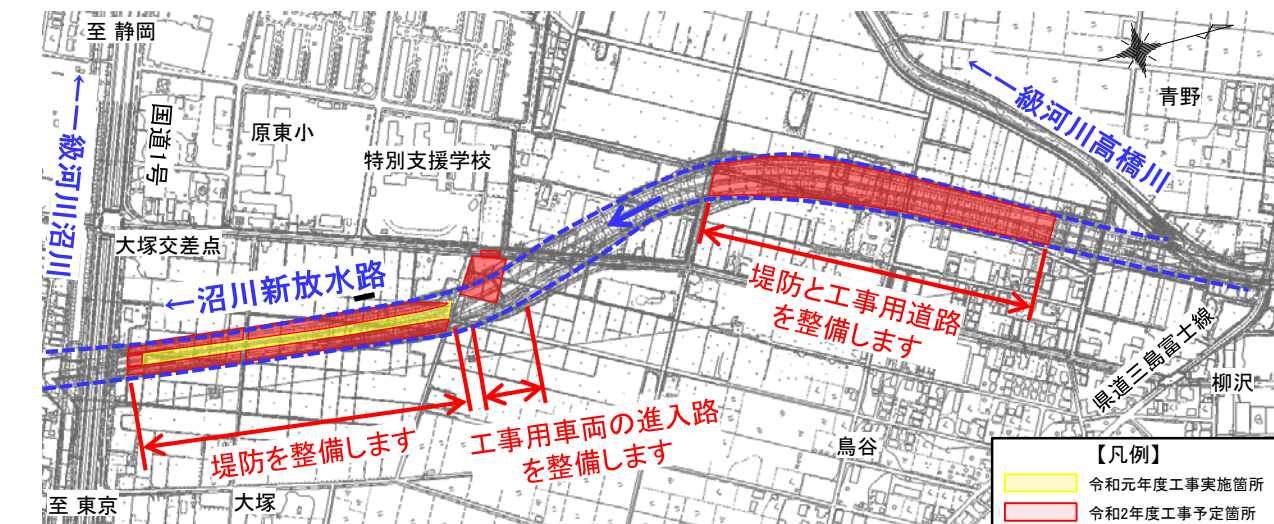 至 静岡
←一級河川沼川
国道1号
原東小
特別支援学校
大塚交差点
←沼川新放水路
←一級河川高橋川
青野
堤防と工事用道路
を整備します
堤防を整備します
工事用車両の進入路
を整備します
県道三島富士線
柳沢
鳥谷
至 東京
大塚
【凡例】
令和元年度工事実施箇所
令和2年度工事予定箇所